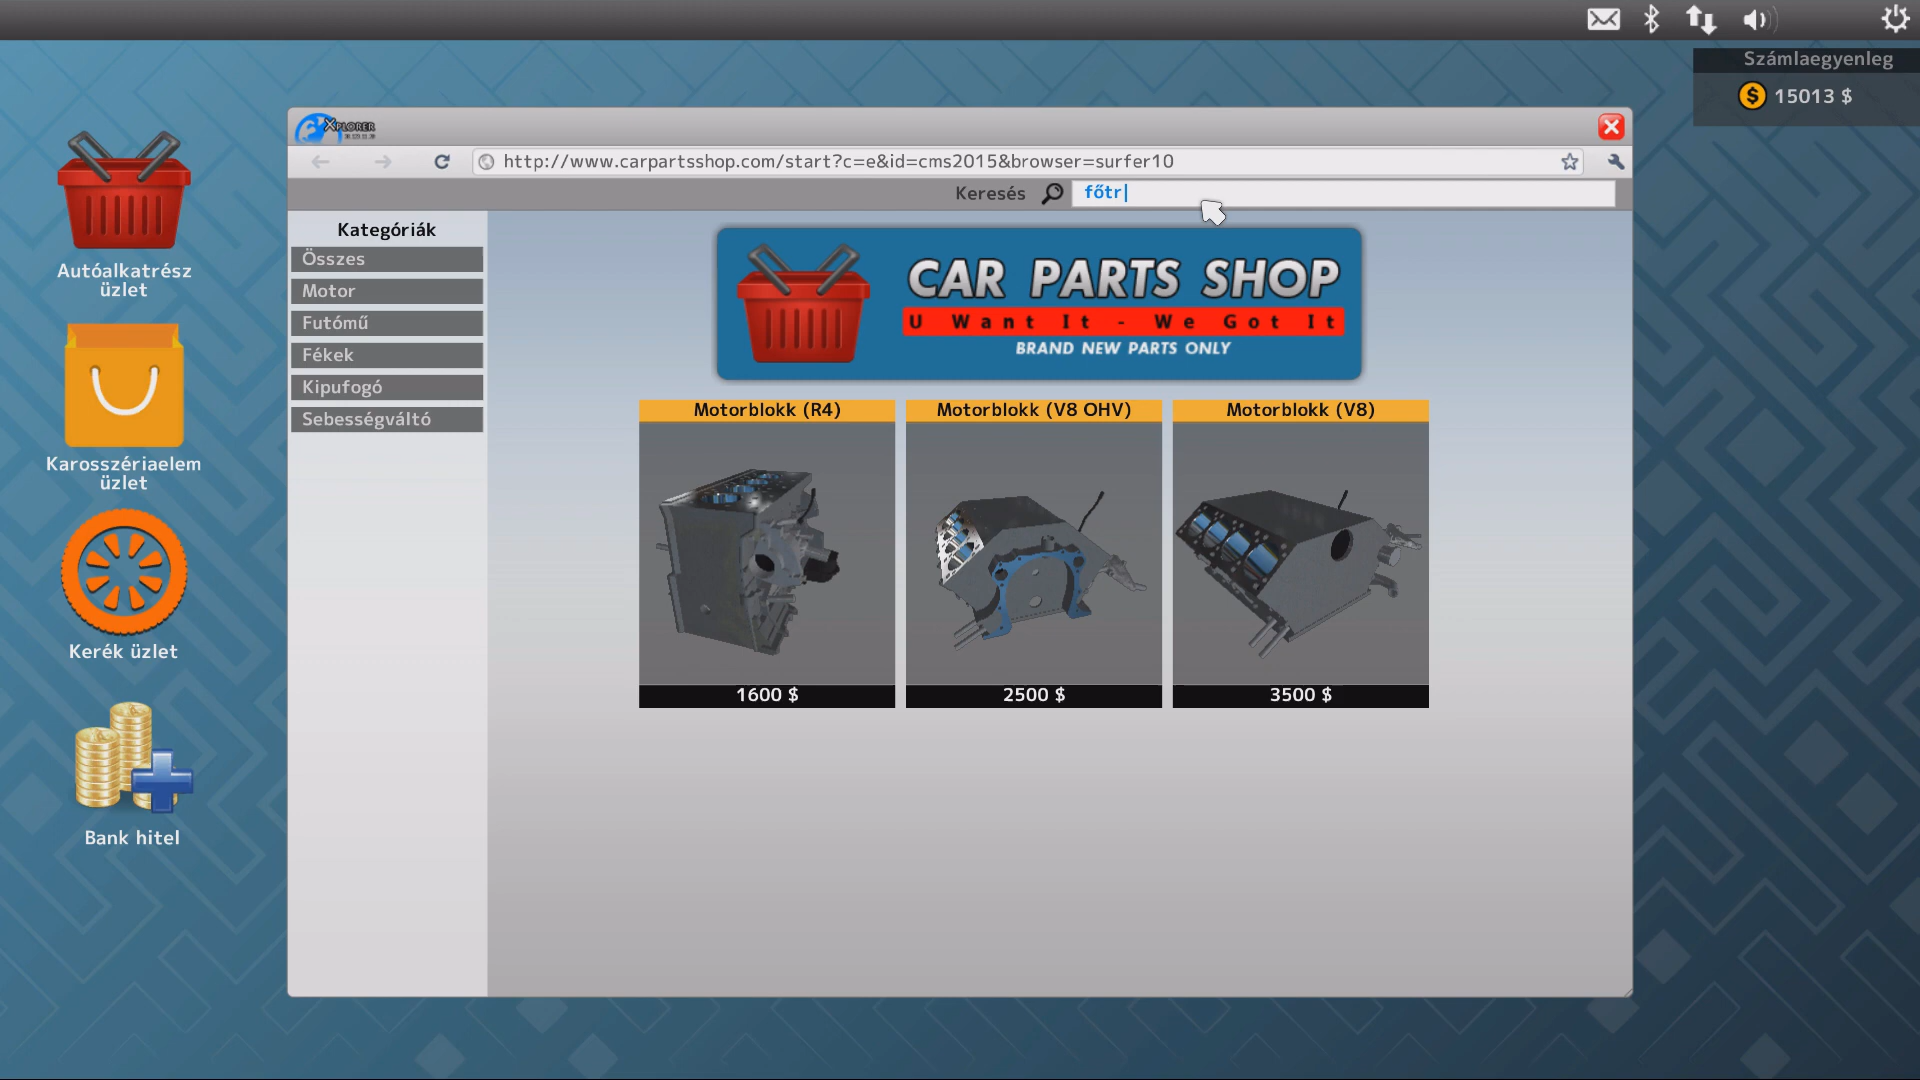 Számlaegyenleg
15013 $
XPLORER
http://www.carpartsshop.com/start?c=e&id=cms2015&browser=surfer10
Keresés
főtr
Kategóriák
Összes
Motor
Futómű
Fékek
Kipufogó
Sebességváltó
CAR PARTS SHOP
U Want It - We Got It
BRAND NEW PARTS ONLY
Motorblokk (R4)
1600 $
Motorblokk (V8 OHV)
2500 $
Motorblokk (V8)
3500 $
Autóalkatrész
üzlet
Karosszériaelem
üzlet
Kerék üzlet
Bank hitel